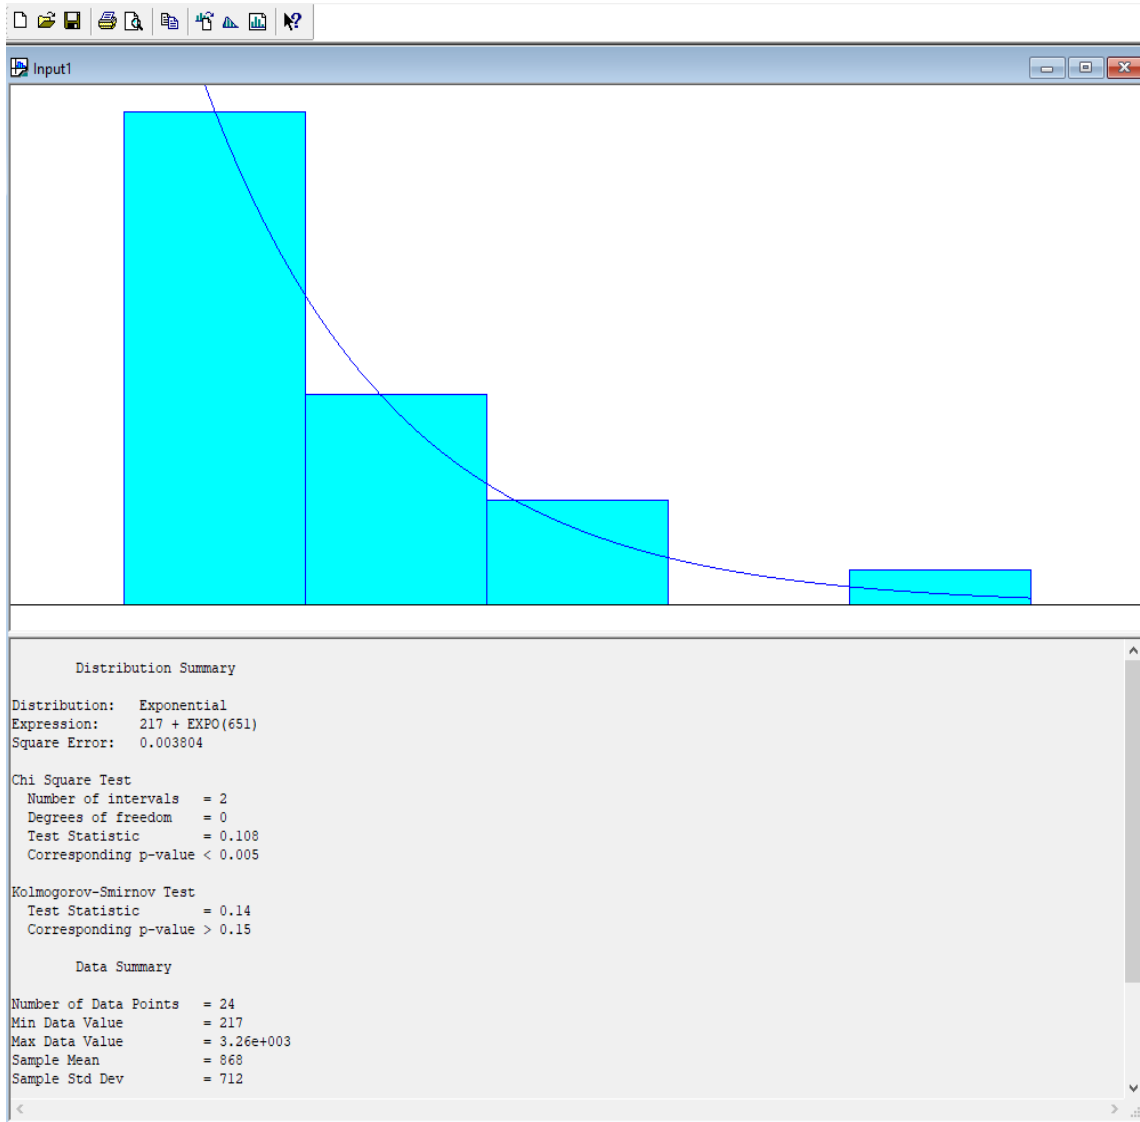 Input1
Distribution Summary
Distribution: Exponential
Expression: 217 + EXPO(651)
Square Error: 0.003804
Chi Square Test
Number of intervals = 2
Degrees of freedom = 0
Test Statistic = 0.108
Corresponding p-value < 0.005
Kolmogorov-Smirnov Test
Test Statistic = 0.14
Corresponding p-value > 0.15
Data Summary
Number of Data Points = 24
Min Data Value = 217
Max Data Value = 3.26e+003
Sample Mean = 868
Sample Std Dev = 712